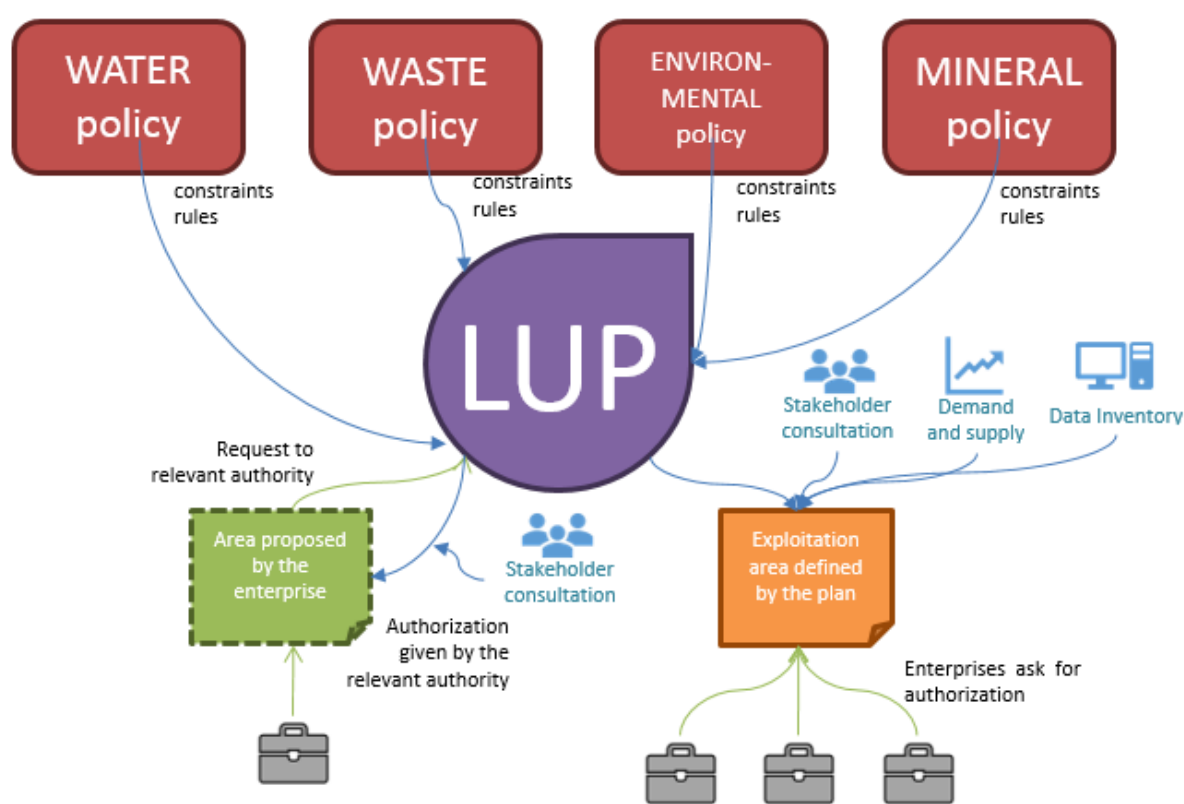 WATER
policy
WASTE
policy
ENVIRON-
MENTAL
policy
MINERAL
policy
constraints
rules
constraints
rules
constraints
rules
constraints
rules
LUP
Stakeholder
consultation
Demand
and supply
Data Inventory
Request to
relevant authority
Area proposed
by the
enterprise
Stakeholder
consultation
Exploitation
area defined
by the plan
Authorization
given by the
relevant authority
Enterprises ask for
authorization